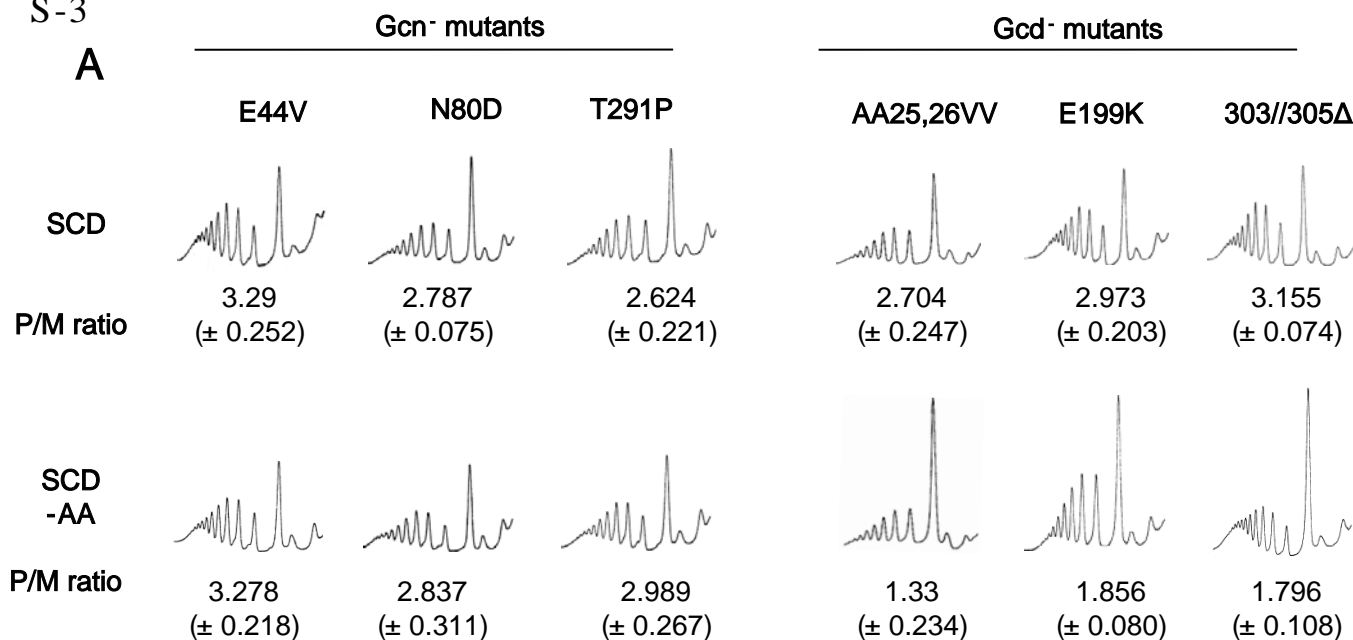 S-3
Gcn- mutants Gcd- mutants
A
E44V N80D T291P AA25,26VV E199K 303//305Δ
SCD
3.29 2.787 2.624 2.704 2.973 3.155
P/M ratio
(± 0.252) (± 0.075) (± 0.221) (± 0.247) (± 0.203) (± 0.074)
SCD
-AA
P/M ratio
3.278 2.837 2.989 1.33 1.856 1.796
(± 0.218) (± 0.311) (± 0.267) (± 0.234) (± 0.080) (± 0.108)